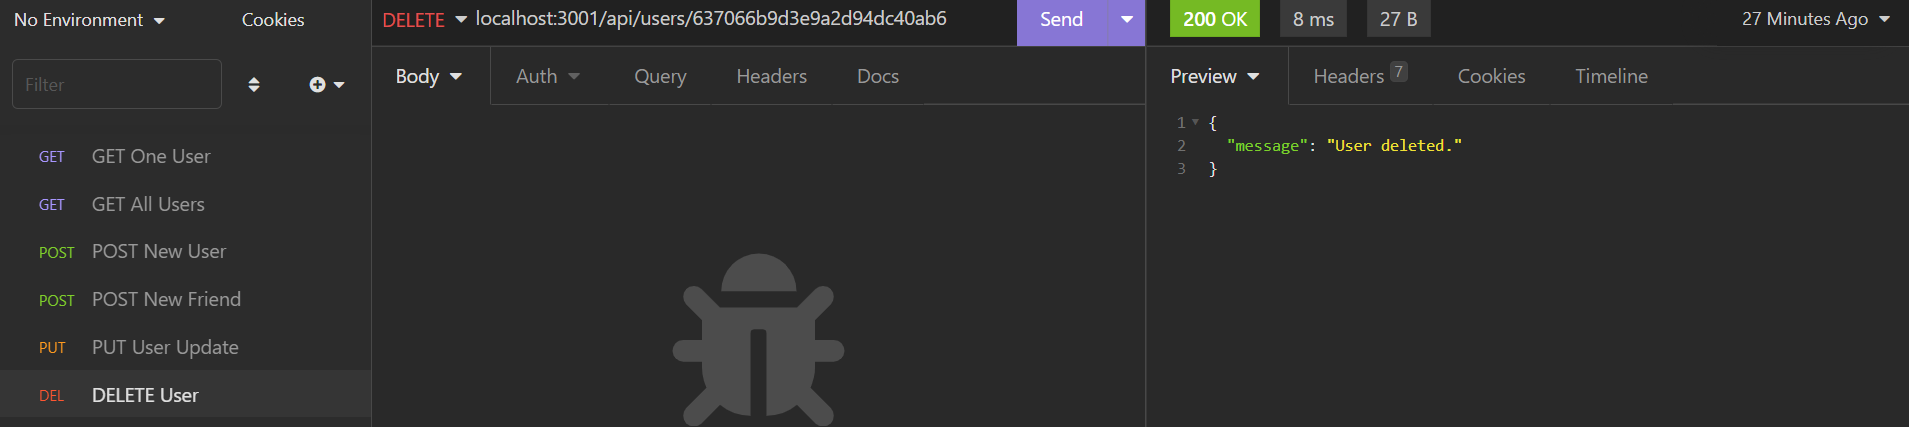 No Environment Cookies
DELETE localhost:3001/api/users/637066b9d3e9a2d94dc40ab6 Send
200 OK 8 ms 27 B 27 Minutes Ago
Filter
Body Auth Query Headers Docs
Preview Headers 7 Cookies Timeline
GET GET One User
GET GET All Users
POST POST New User
POST POST New Friend
PUT PUT User Update
DEL DELETE User
1 {
2 "message": "User deleted."
3 }